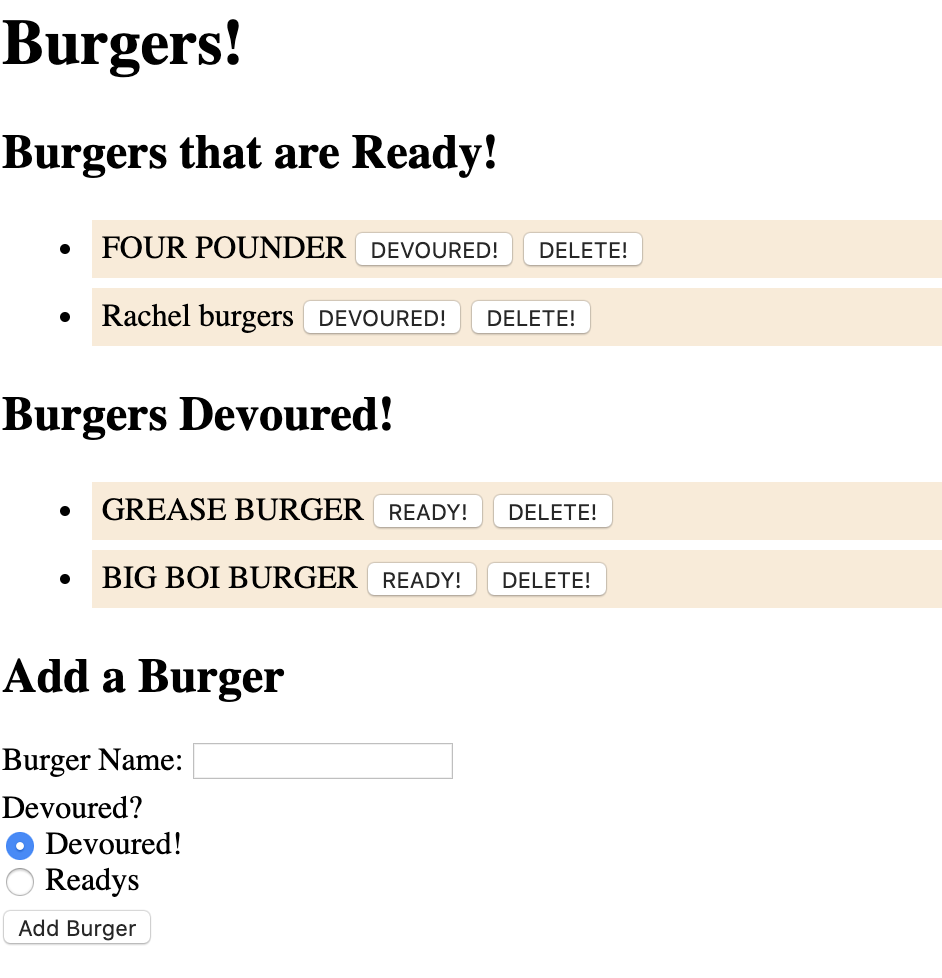 Burgers!
Burgers that are Ready!
FOUR POUNDER DEVOURED! DELETE!
Rachel burgers DEVOURED! DELETE!
Burgers Devoured!
GREASE BURGER READY! DELETE!
BIG BOI BURGER READY! DELETE!
Add a Burger
Burger Name:
Devoured?
Devoured!
Readys
Add Burger